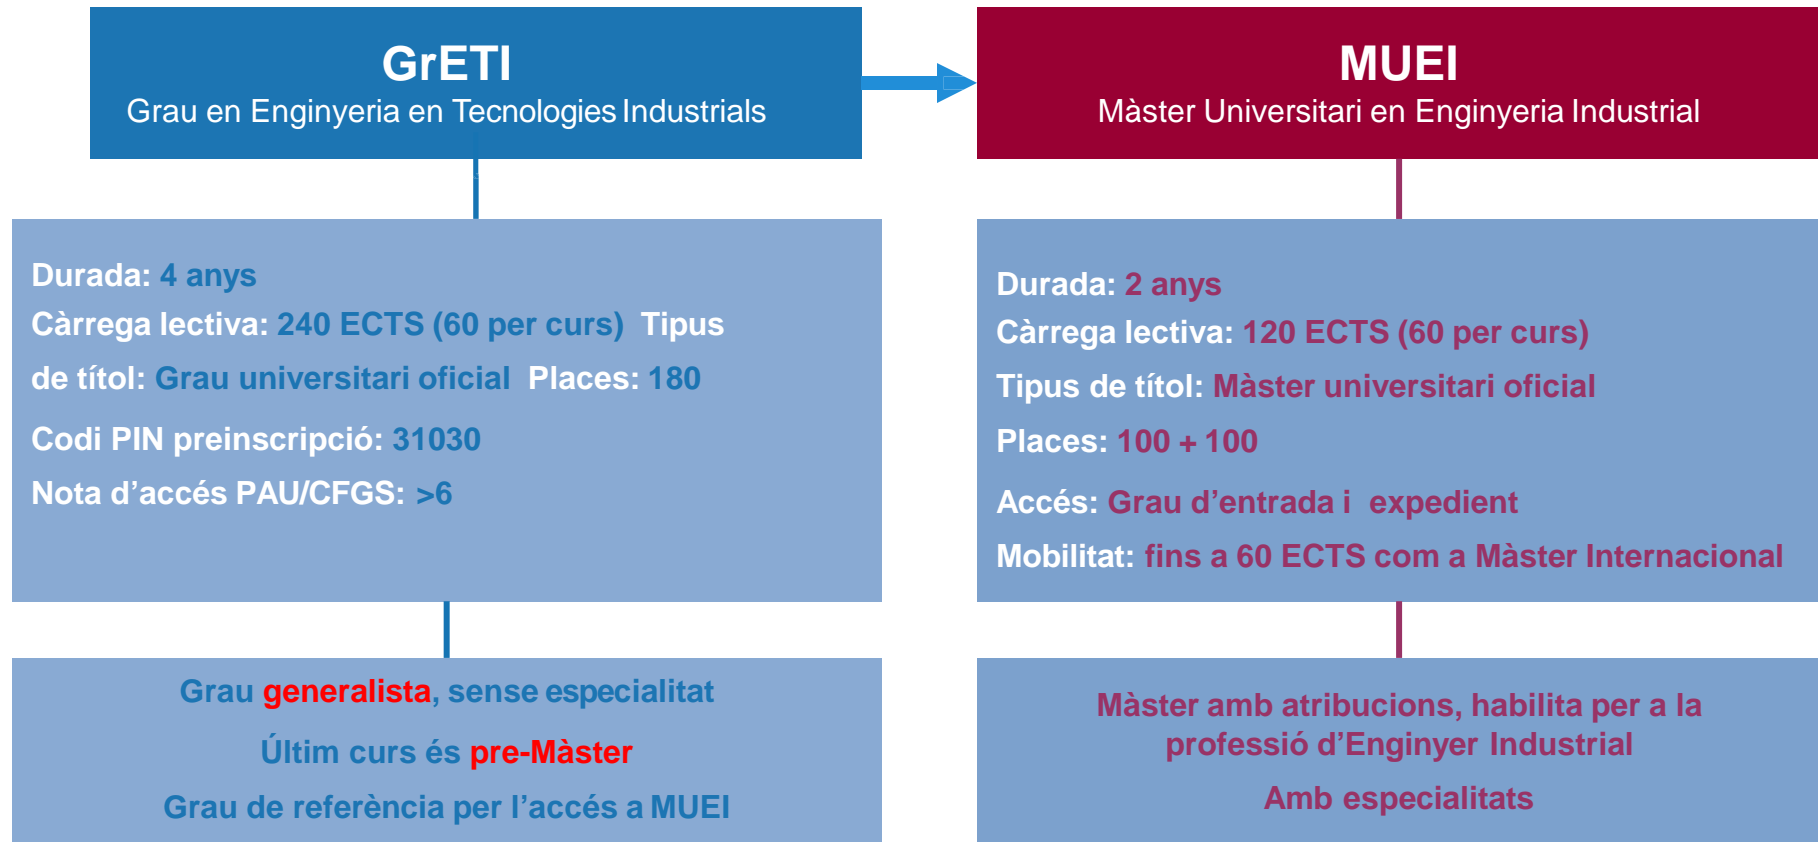 GrETI
Grau en Enginyeria en Tecnologies Industrials
MUEI
Màster Universitari en Enginyeria Industrial
Durada: 4 anys
Càrrega lectiva: 240 ECTS (60 per curs) Tipus
de títol: Grau universitari oficial Places: 180
Codi PIN preinscripció: 31030
Nota d’accés PAU/CFGS: >6
Durada: 2 anys
Càrrega lectiva: 120 ECTS (60 per curs)
Tipus de títol: Màster universitari oficial
Places: 100 + 100
Accés: Grau d’entrada i expedient
Mobilitat: fins a 60 ECTS com a Màster Internacional
Grau generalista, sense especialitat
Últim curs és pre-Màster
Grau de referència per l’accés a MUEI
Màster amb atribucions, habilita per a la
professió d’Enginyer Industrial
Amb especialitats